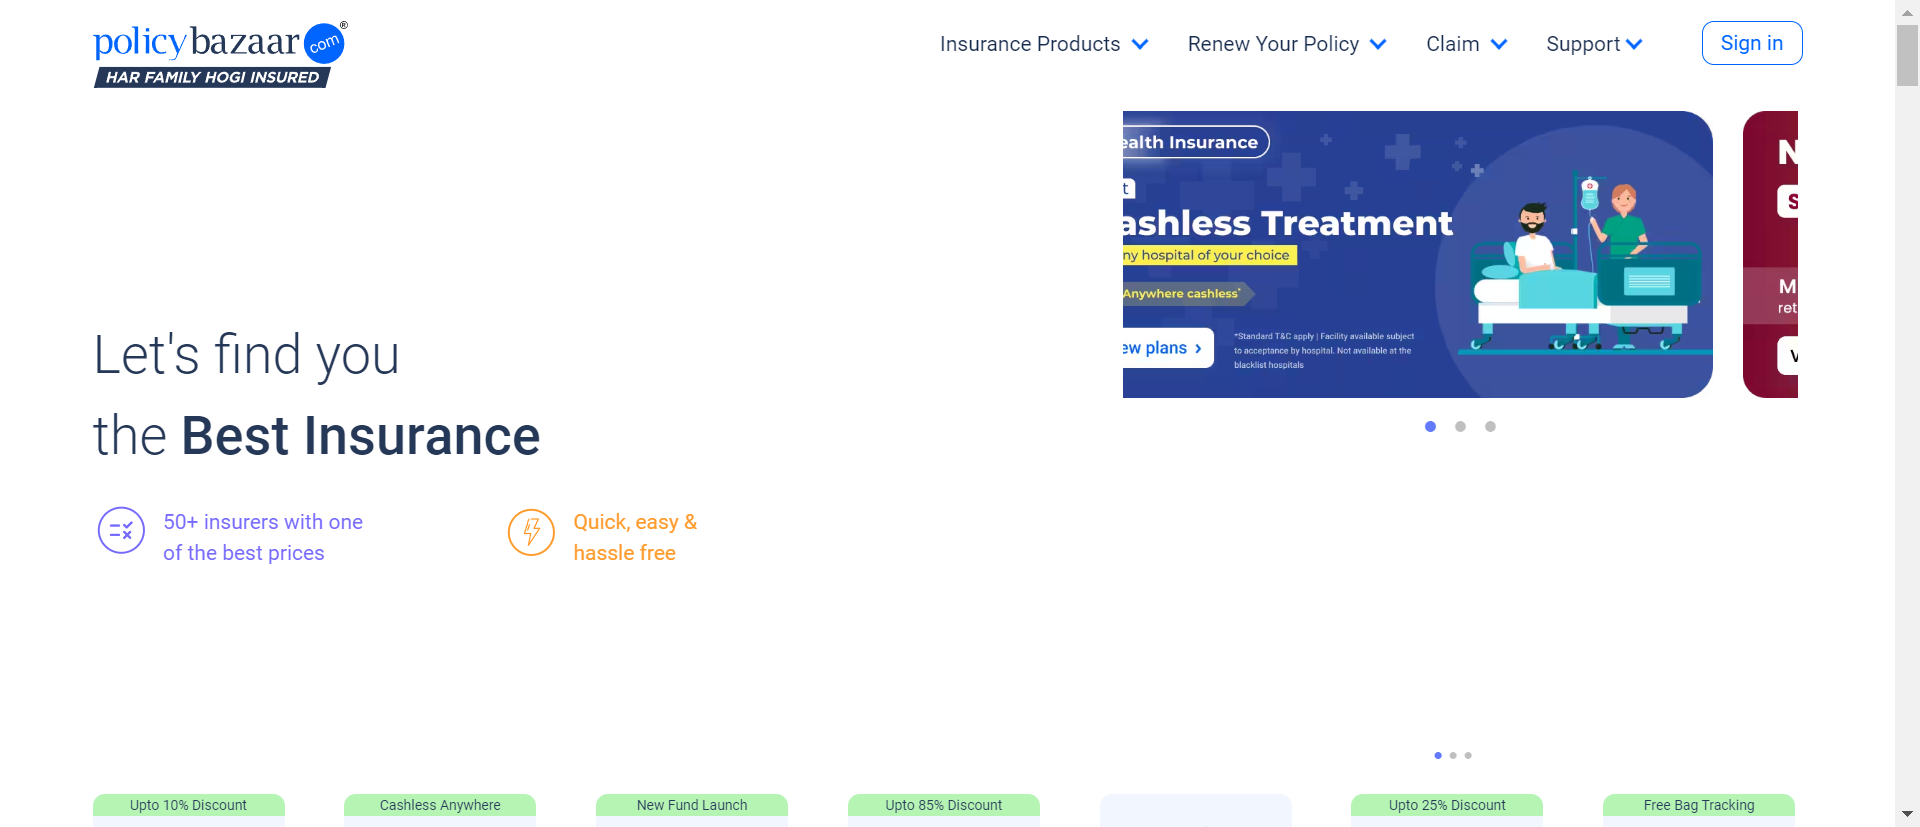 policybazaar.com®
HAR FAMILY HOGI INSURED
Insurance Products
Renew Your Policy
Claim
Support
Sign in
ealth Insurance
t
ashless Treatment
ny hospital of your choice
Anywhere cashless*
ew plans
*Standard T&C apply | Facility available subject
to acceptance by hospital. Not available at the
blacklist hospitals
N
S
M
ret
V
Let's find you
the Best Insurance
50+ insurers with one
of the best prices
Quick, easy &
hassle free
Upto 10% Discount
Cashless Anywhere
New Fund Launch
Upto 85% Discount
Upto 25% Discount
Free Bag Tracking